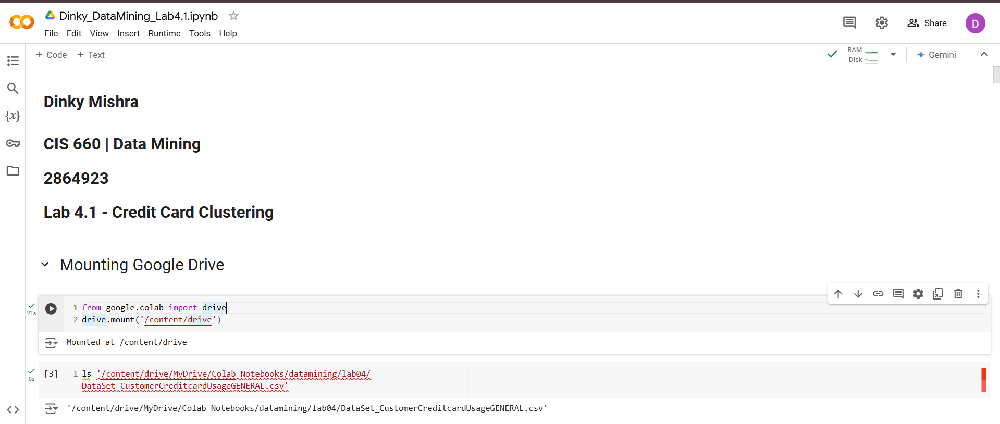 Dinky_DataMining_Lab4.1.ipynb
File Edit View Insert Runtime Tools Help
Share
D
+ Code + Text
RAM
Disk
Gemini
{x}
Dinky Mishra
CIS 660 | Data Mining
2864923
Lab 4.1 - Credit Card Clustering
Mounting Google Drive
21s
1 from google.colab import drive
2 drive.mount('/content/drive')
Mounted at /content/drive
0s
[3] 1 ls '/content/drive/MyDrive/Colab Notebooks/datamining/lab04/
DataSet_CustomerCreditcardUsageGENERAL.csv'
'/content/drive/MyDrive/Colab Notebooks/datamining/lab04/DataSet_CustomerCreditcardUsageGENERAL.csv'